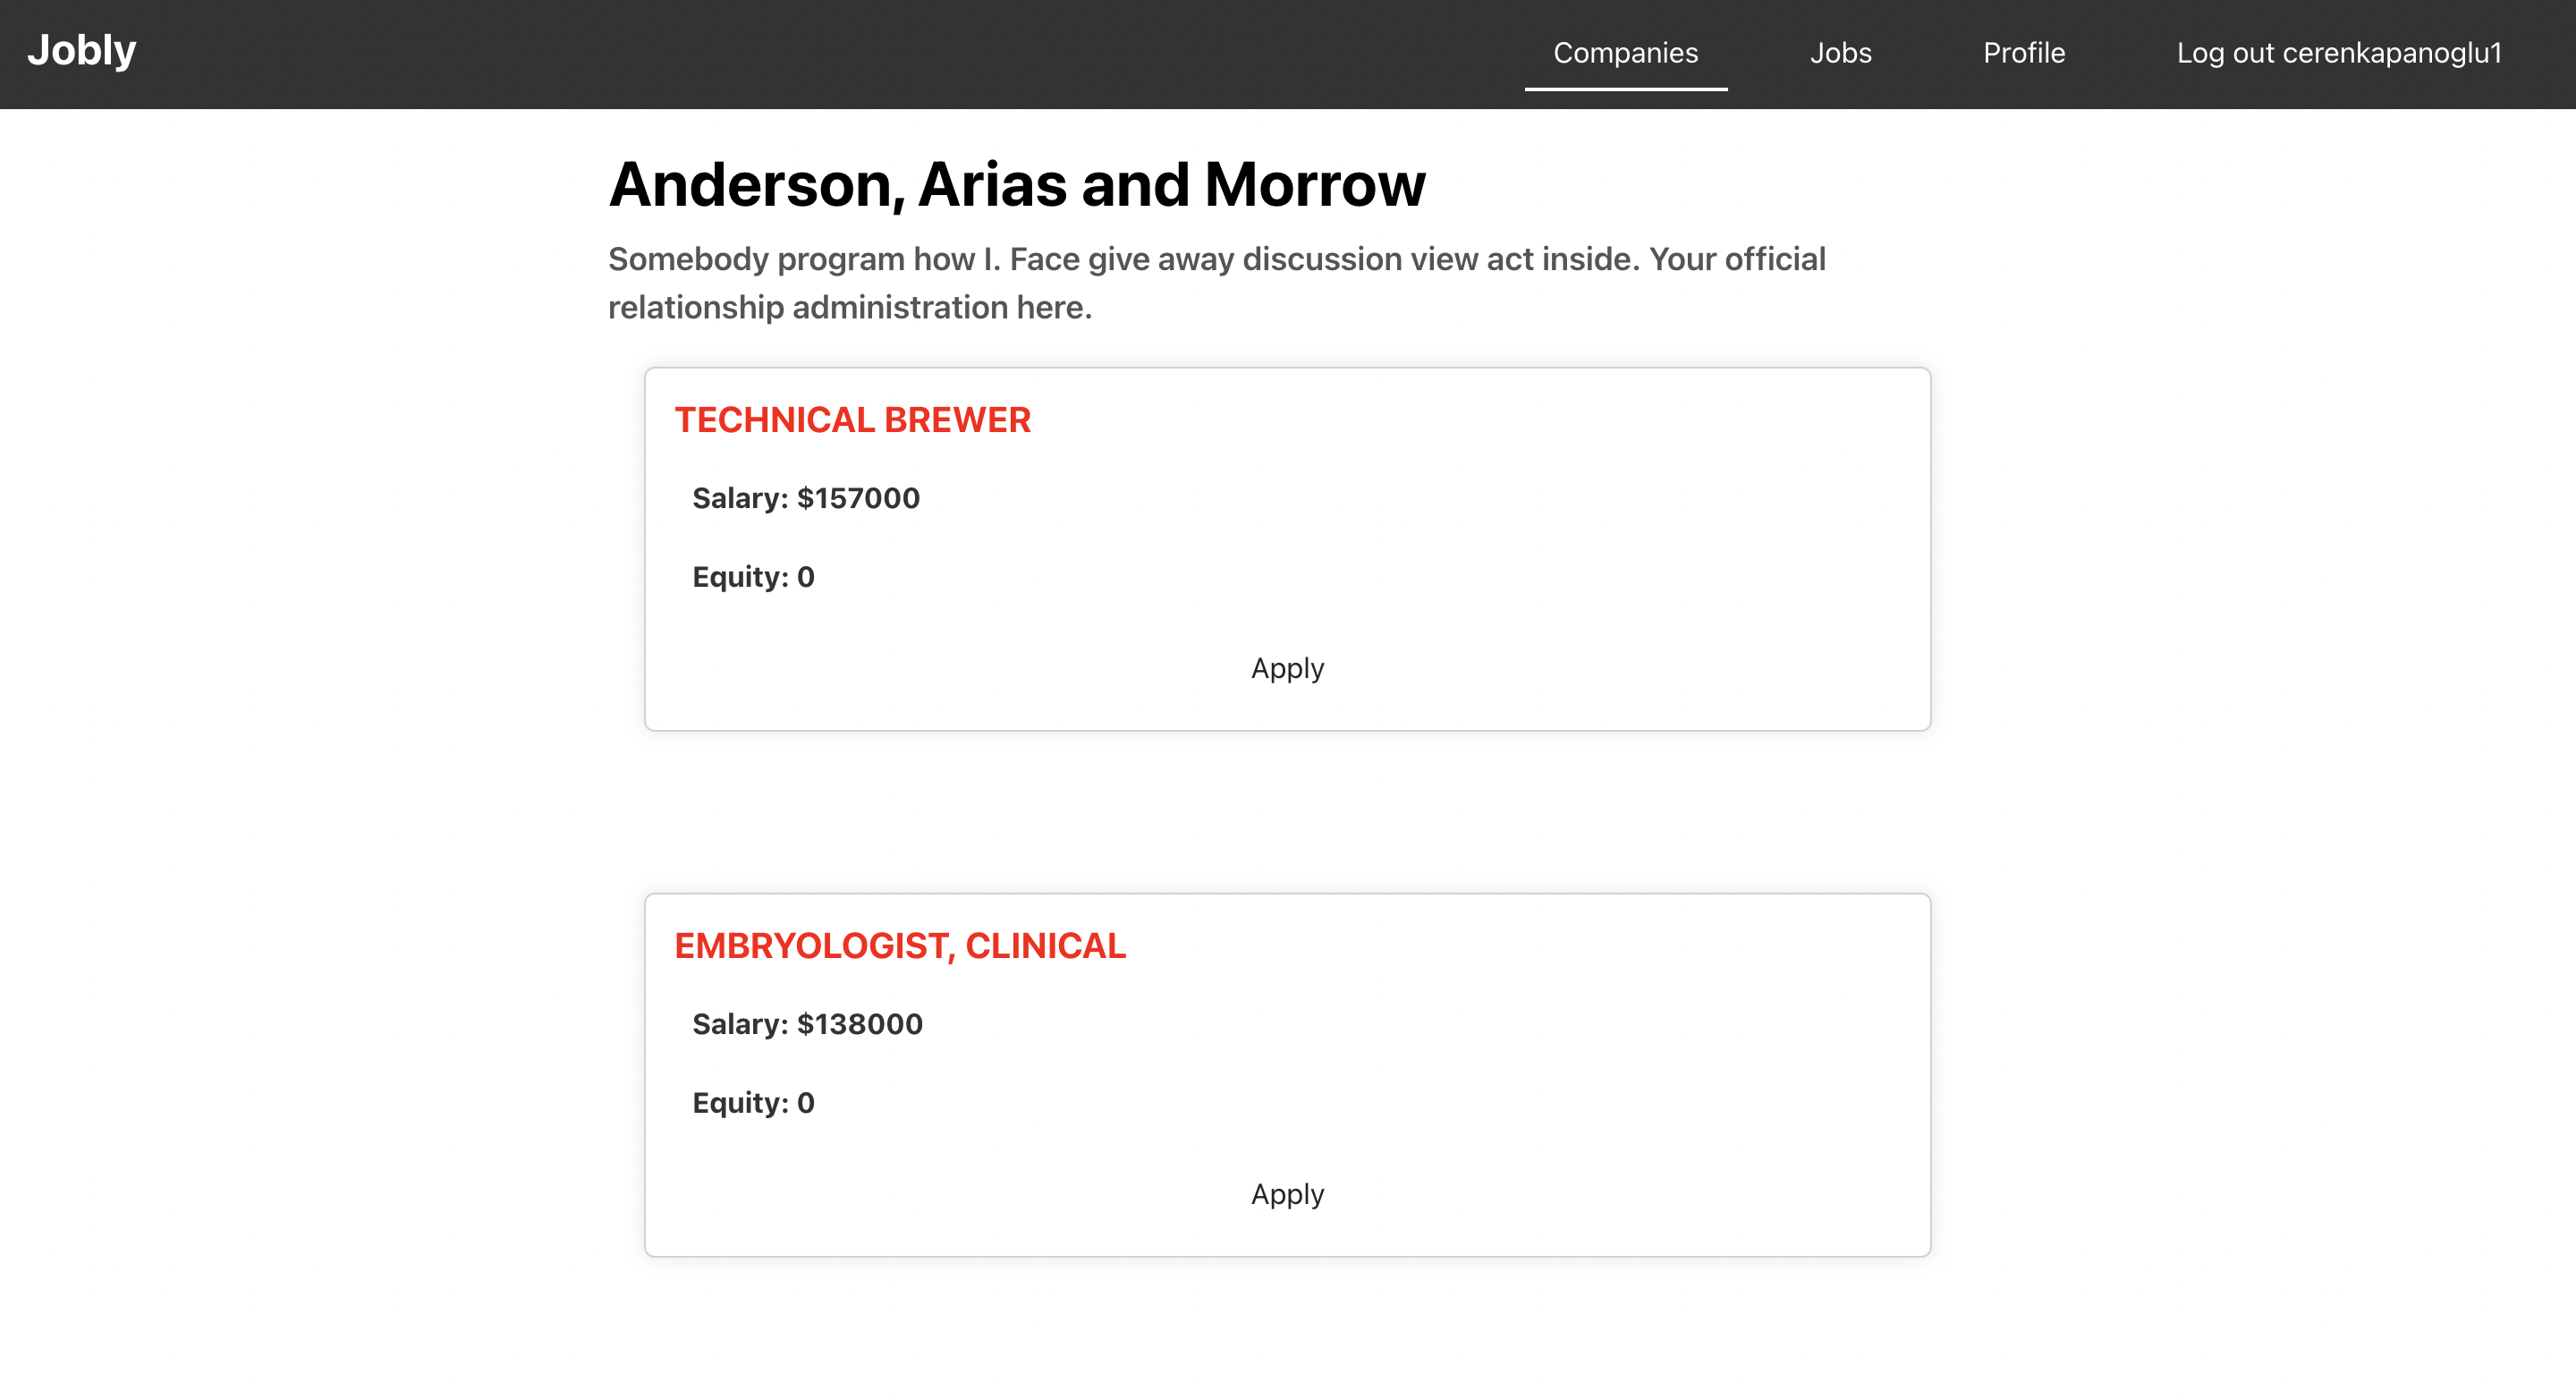 Jobly
Companies
Jobs
Profile
Log out cerenkapanoglu1
Anderson, Arias and Morrow
Somebody program how I. Face give away discussion view act inside. Your official
relationship administration here.
TECHNICAL BREWER
Salary: $157000
Equity: 0
Apply
EMBRYOLOGIST, CLINICAL
Salary: $138000
Equity: 0
Apply